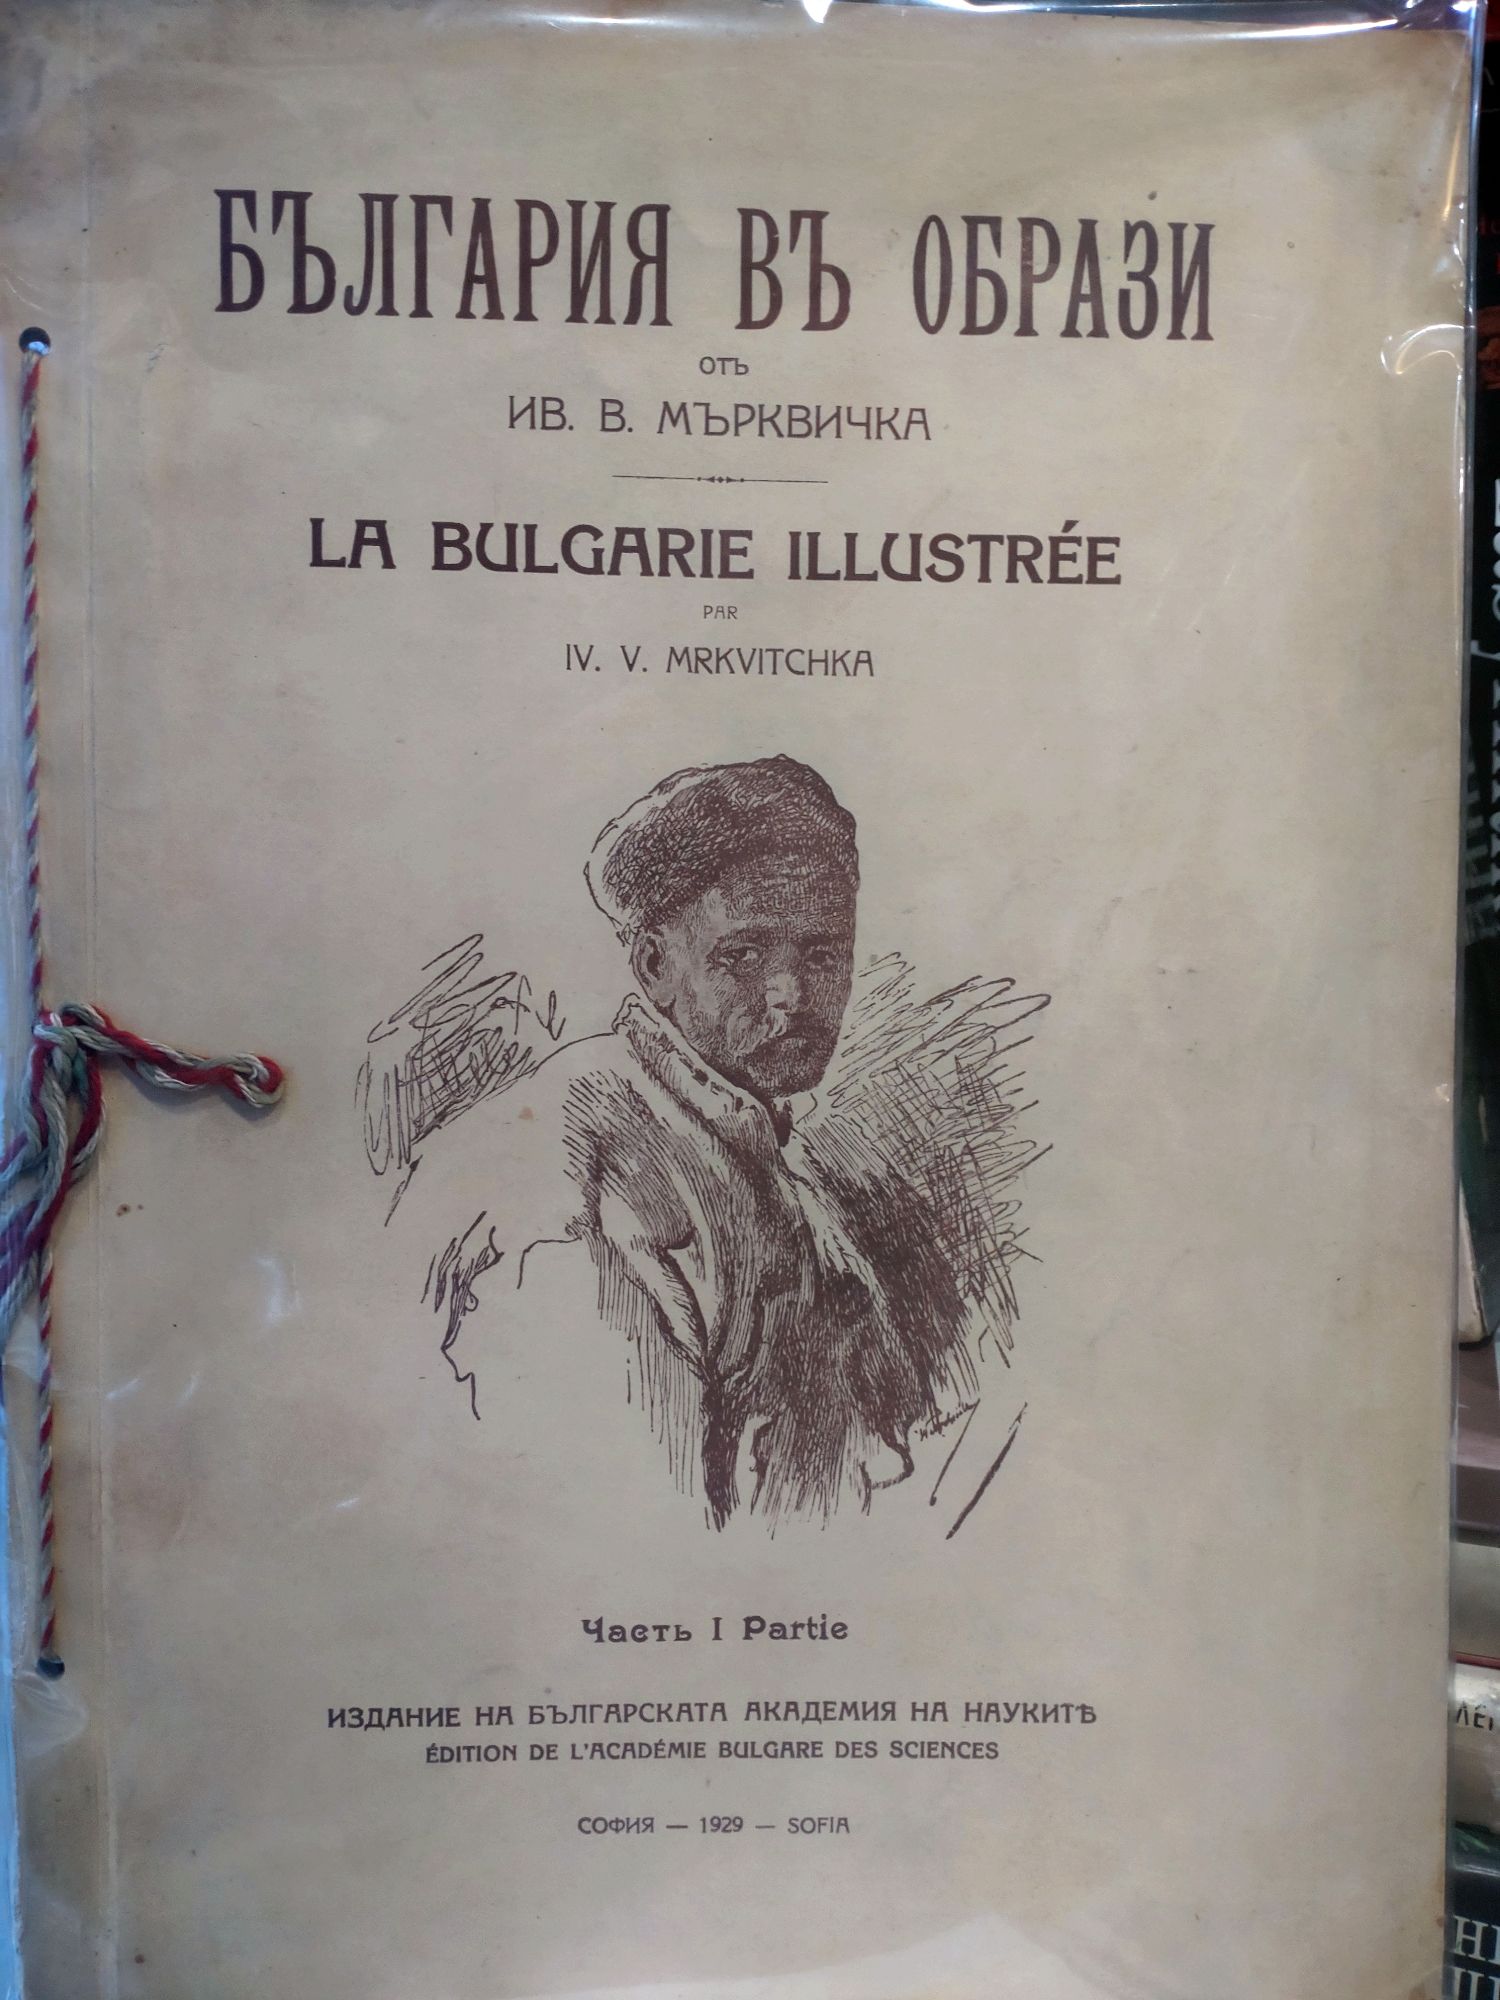 БЪЛГАРИЯ ВЪ ОБРАЗИ
отъ
ИВ. В. МЪРКВИЧКА
LA BULGARIE ILLUSTRÉE
PAR
IV. V. MRKVITCHKA
Часть I Partie
ИЗДАНИЕ НА БЪЛГАРСКАТА АКАДЕМИЯ НА НАУКИТѢ
ÉDITION DE L'ACADÉMIE BULGARE DES SCIENCES
СОФИЯ — 1929 — SOFIA